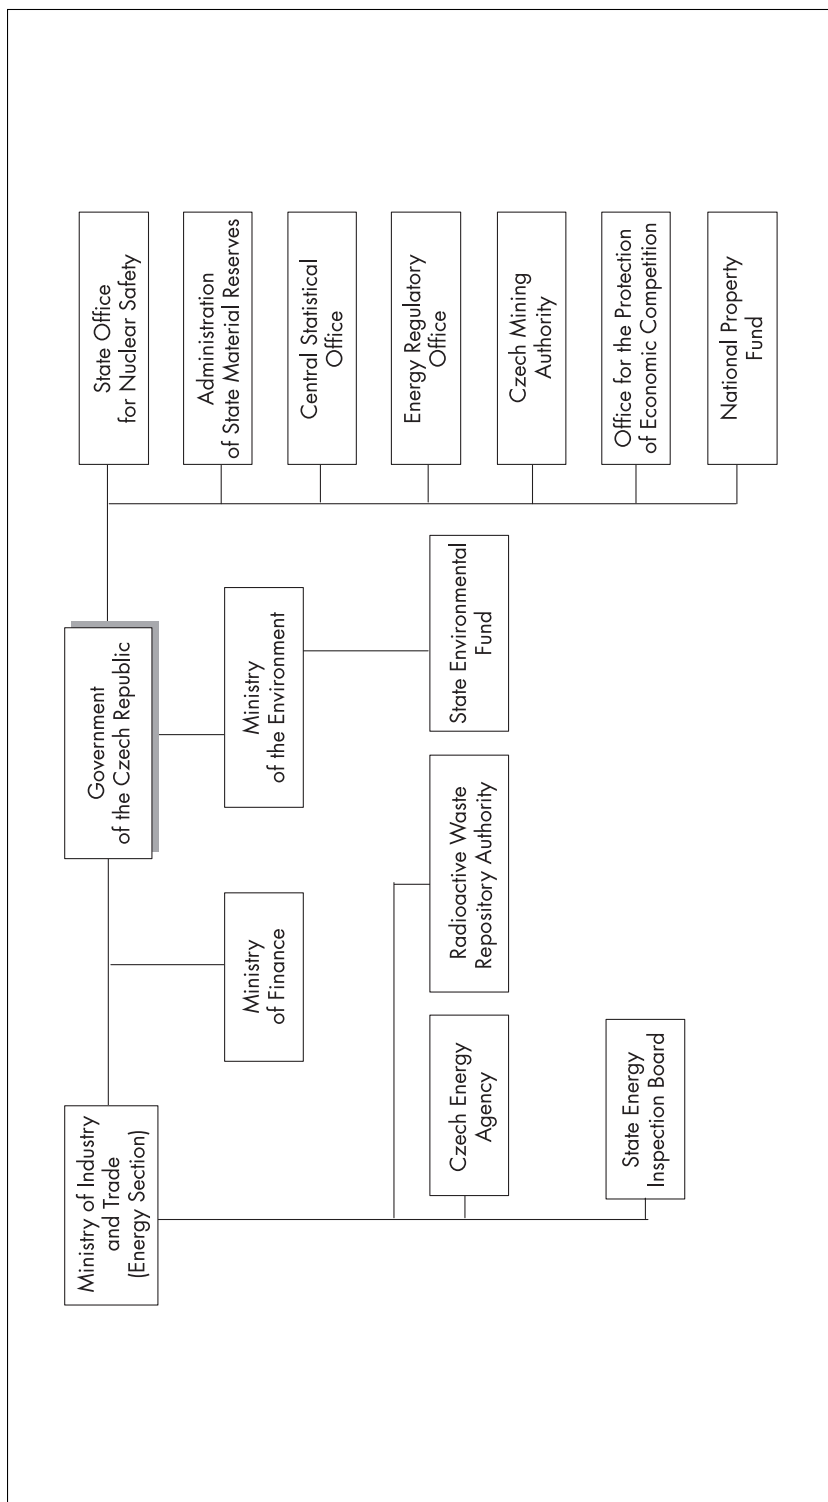 Ministry of Industry
and Trade
(Energy Section)
Government
of the Czech Republic
State Office
for Nuclear Safety
Ministry
of Finance
Ministry
of the Environment
Administration
of State Material Reserves
Central Statistical
Office
Energy Regulatory
Office
Czech Energy
Agency
Radioactive Waste
Repository Authority
State Environmental
Fund
Czech Mining
Authority
State Energy
Inspection Board
Office for the Protection
of Economic Competition
National Property
Fund